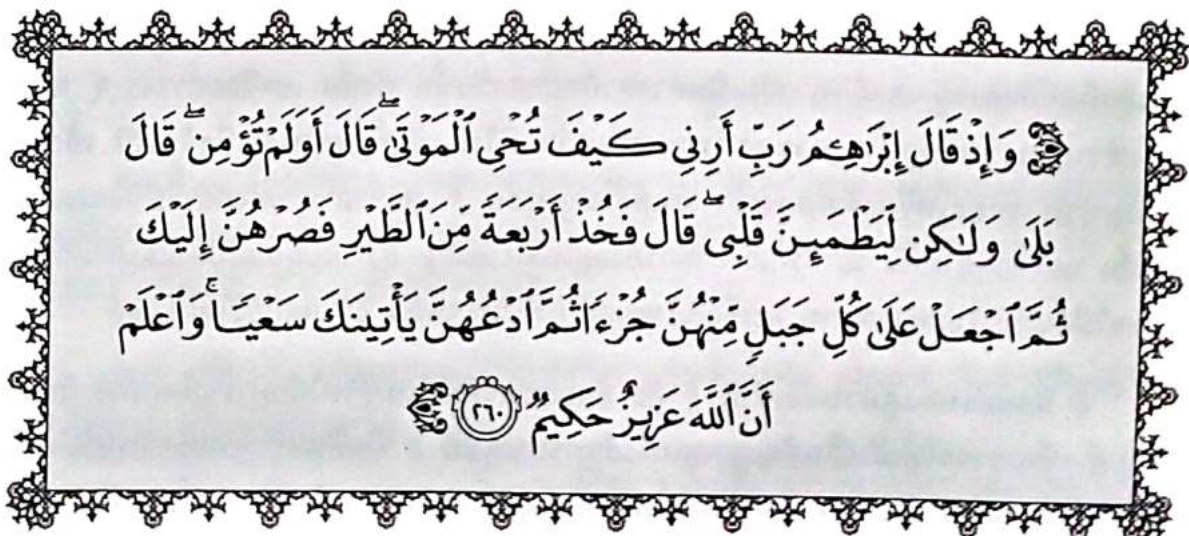 ﴿ وَإِذْ قَالَ إِبْرَٰهِـۧمُ رَبِّ أَرِنِى كَيْفَ تُحْىِ ٱلْمَوْتَىٰ ۖ قَالَ أَوَلَمْ تُؤْمِن ۖ قَالَ
بَلَىٰ وَلَـٰكِن لِّيَطْمَئِنَّ قَلْبِى ۖ قَالَ فَخُذْ أَرْبَعَةً مِّنَ ٱلطَّيْرِ فَصُرْهُنَّ إِلَيْكَ
ثُمَّ ٱجْعَلْ عَلَىٰ كُلِّ جَبَلٍ مِّنْهُنَّ جُزْءًا ثُمَّ ٱدْعُهُنَّ يَأْتِينَكَ سَعْيًا ۚ وَٱعْلَمْ
أَنَّ ٱللَّهَ عَزِيزٌ حَكِيمٌ ٢٦٠ ﴾